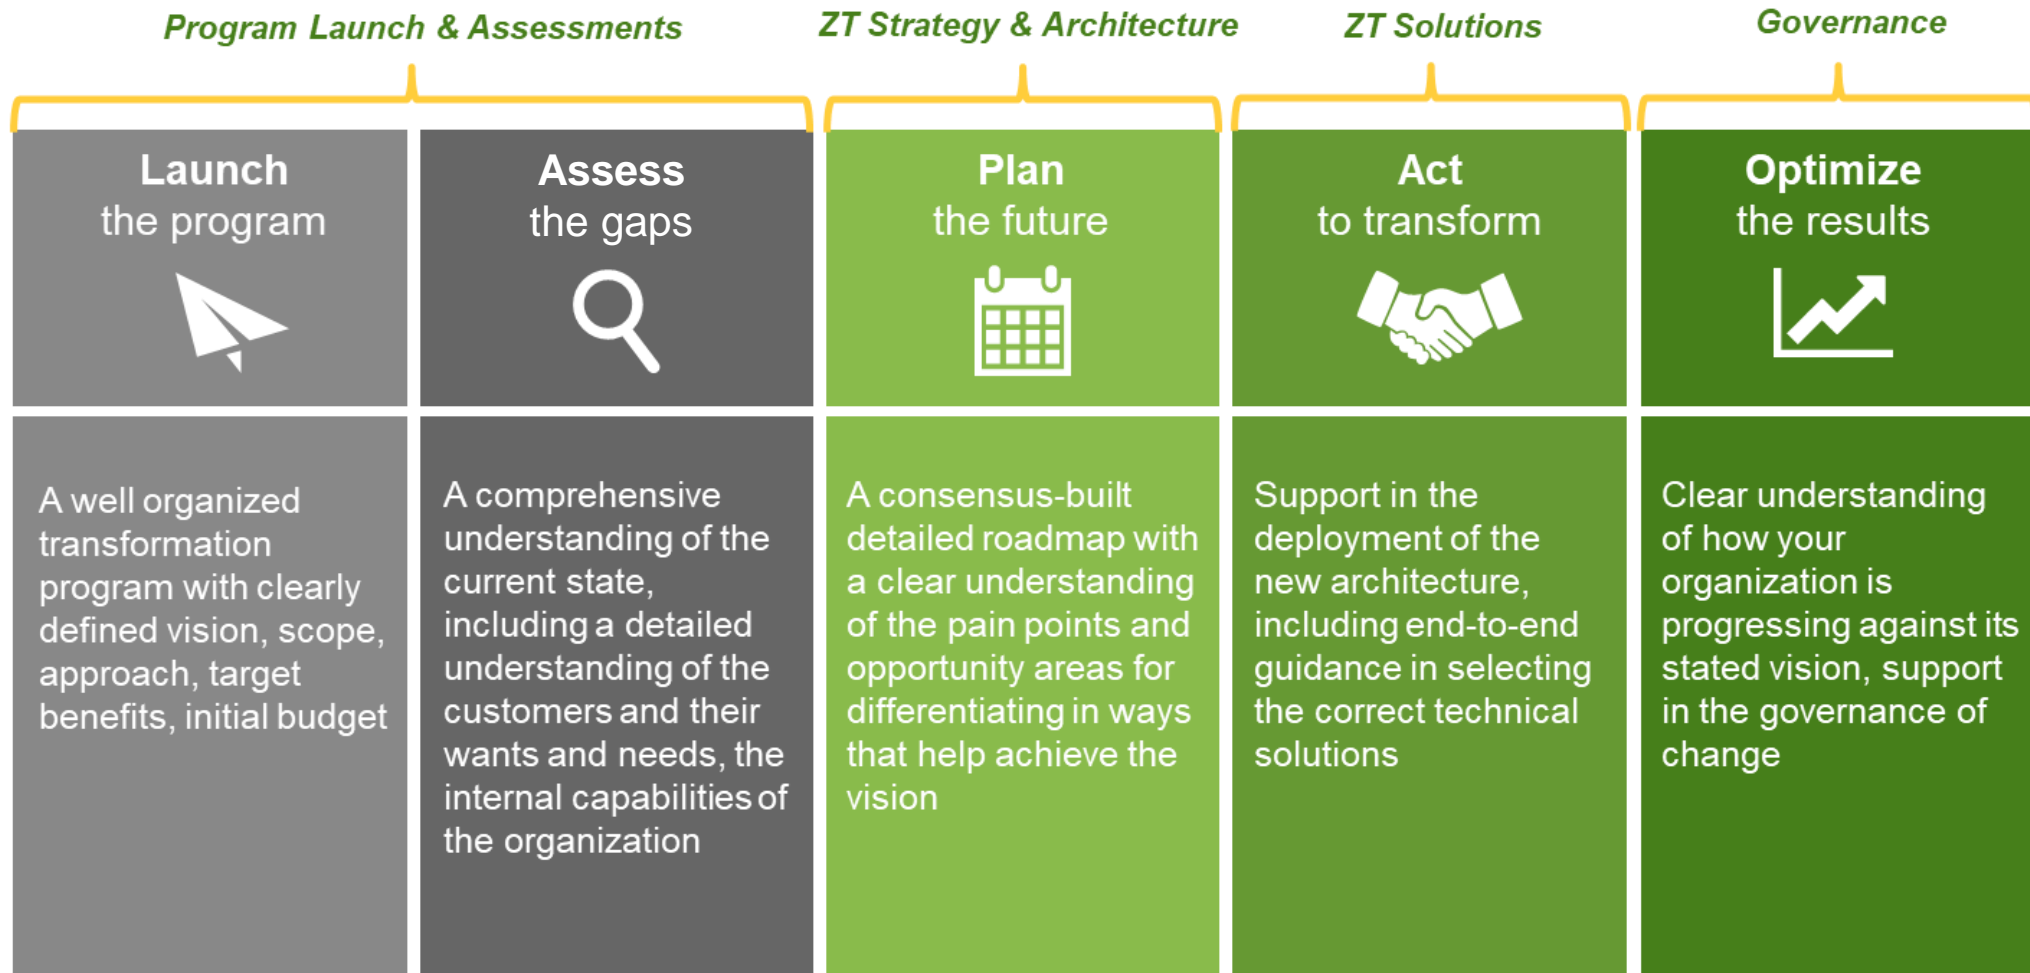 Program Launch & Assessments
ZT Strategy & Architecture
ZT Solutions
Governance
Launch
the program
Assess
the gaps
Plan
the future
Act
to transform
Optimize
the results
A well organized
transformation
program with clearly
defined vision, scope,
approach, target
benefits, initial budget
A comprehensive
understanding of the
current state,
including a detailed
understanding of the
customers and their
wants and needs, the
internal capabilities of
the organization
A consensus-built
detailed roadmap with
a clear understanding
of the pain points and
opportunity areas for
differentiating in ways
that help achieve the
vision
Support in the
deployment of the
new architecture,
including end-to-end
guidance in selecting
the correct technical
solutions
Clear understanding
of how your
organization is
progressing against its
stated vision, support
in the governance of
change